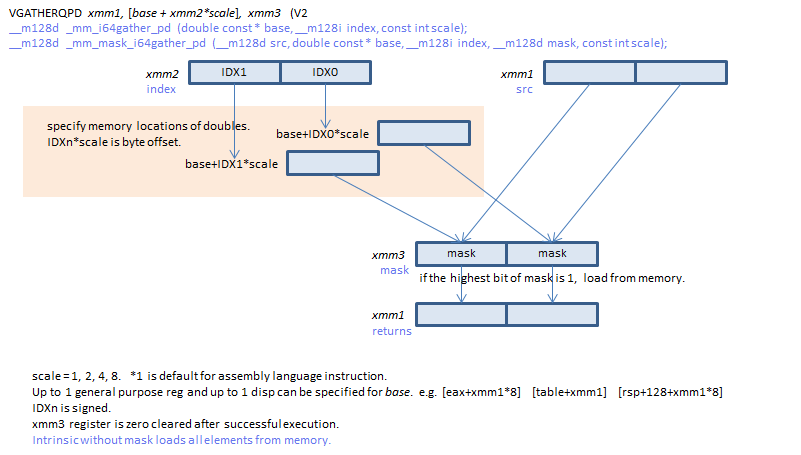 VGATHERQPD xmm1, [base + xmm2*scale], xmm3 (V2
__m128d _mm_i64gather_pd (double const * base, __m128i index, const int scale);
__m128d _mm_mask_i64gather_pd (__m128d src, double const * base, __m128i index, __m128d mask, const int scale);
xmm2 IDX1 IDX0 xmm1
index src
specify memory locations of doubles.
base+IDX0*scale
IDXn*scale is byte offset.
base+IDX1*scale
xmm3 mask mask
mask
if the highest bit of mask is 1, load from memory.
xmm1
returns
scale = 1, 2, 4, 8. *1 is default for assembly language instruction.
Up to 1 general purpose reg and up to 1 disp can be specified for base. e.g. [eax+xmm1*8] [table+xmm1] [rsp+128+xmm1*8]
IDXn is signed.
xmm3 register is zero cleared after successful execution.
Intrinsic without mask loads all elements from memory.